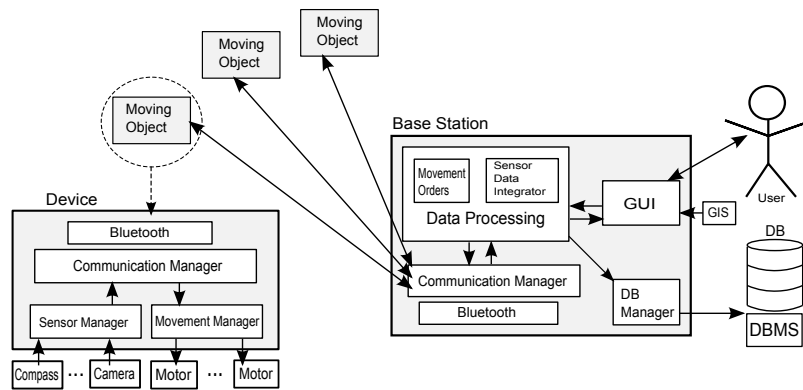 Moving
Object
Moving
Object
Moving
Object
Base Station
Movement
Orders
Sensor
Data
Integrator
Data Processing
GUI
User
GIS
Device
Bluetooth
Communication Manager
Sensor Manager
Movement Manager
Compass
...
Camera
Motor
...
Motor
Communication Manager
Bluetooth
DB
Manager
DB
DBMS